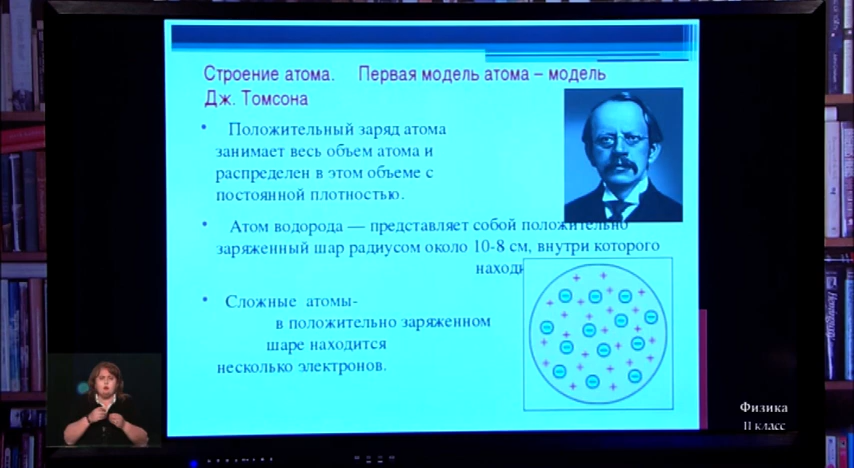 Строение атома. Первая модель атома – модель
Дж. Томсона
• Положительный заряд атома
занимает весь объем атома и
распределен в этом объеме с
постоянной плотностью.
• Атом водорода — представляет собой положительно
заряженный шар радиусом около 10-8 см, внутри которого
• Сложные атомы-
в положительно заряженном
шаре находится
несколько электронов.
Физика
11 класс